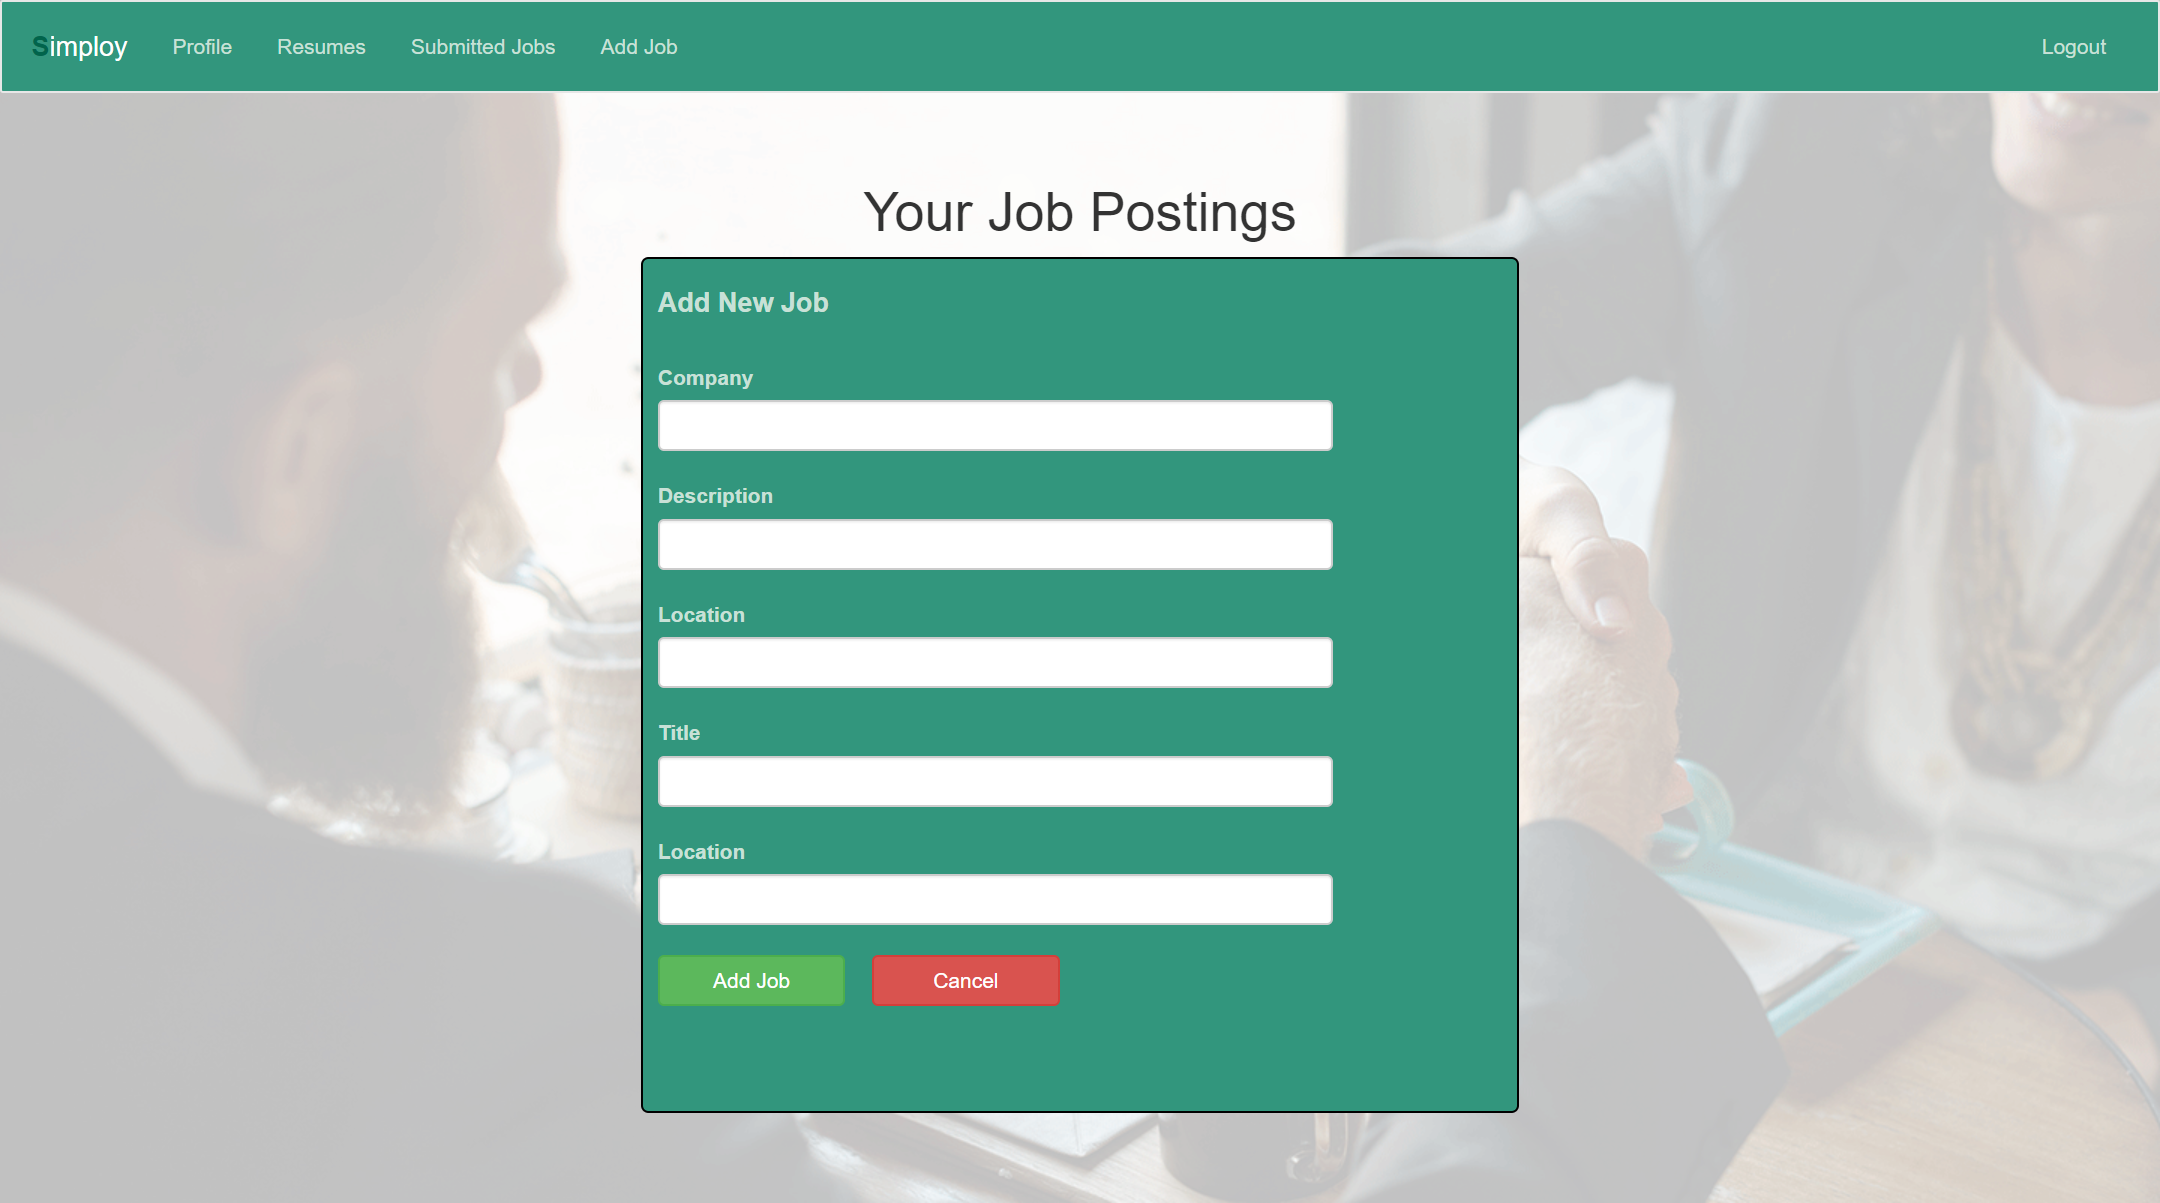 Simploy Profile Resumes Submitted Jobs Add Job Logout
Your Job Postings
Add New Job
Company
Description
Location
Title
Location
Add Job Cancel